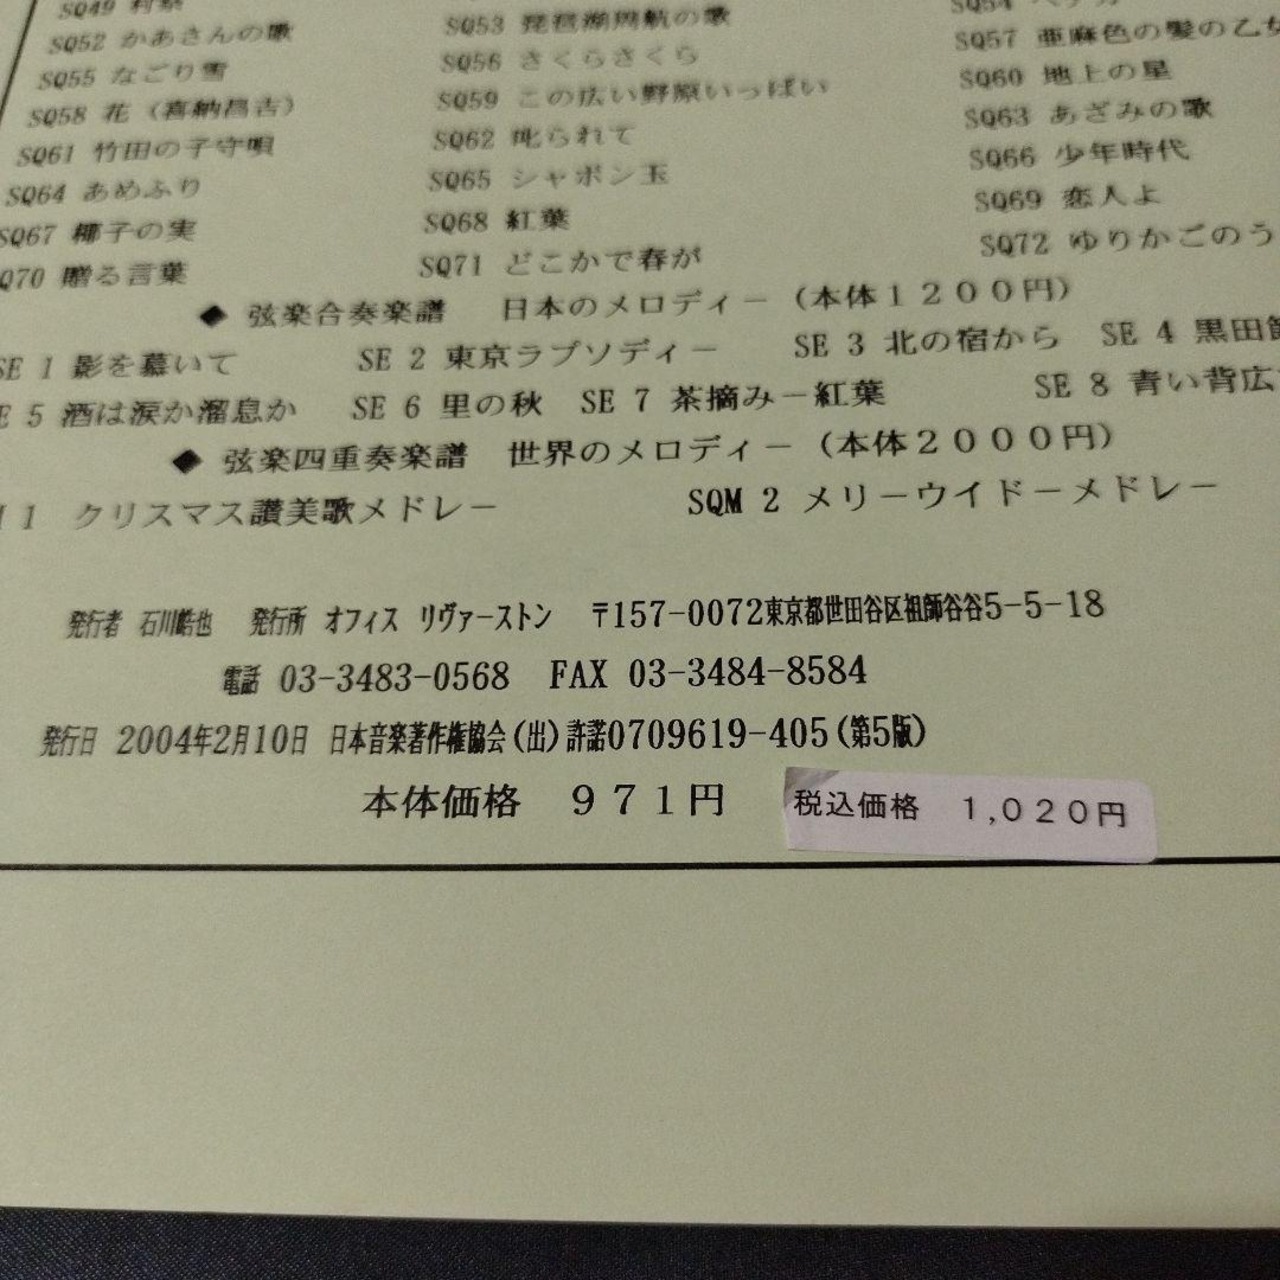 SQ49 村祭
SQ52 かあさんの歌 SQ53 琵琶湖周航の歌 SQ54
SQ55 なごり雪 SQ56 さくらさくら SQ57 亜麻色の髪の乙女
SQ58 花（喜納昌吉） SQ59 この広い野原いっぱい SQ60 地上の星
SQ61 竹田の子守唄 SQ62 叱られて SQ63 あざみの歌
SQ64 あめふり SQ65 シャボン玉 SQ66 少年時代
SQ67 椰子の実 SQ68 紅葉 SQ69 恋人よ
Q70 贈る言葉 SQ71 どこかで春が SQ72 ゆりかごのう
◆ 弦楽合奏楽譜 日本のメロディー（本体１２００円）
SE 1 影を慕いて SE 2 東京ラプソディー SE 3 北の宿から SE 4 黒田節
E 5 酒は涙か溜息か SE 6 里の秋 SE 7 茶摘み－紅葉 SE 8 青い背広
◆ 弦楽四重奏楽譜 世界のメロディー（本体２０００円）
1 クリスマス讃美歌メドレー SQM 2 メリーウイドーメドレー
発行者 石川皓也 発行所 オフィス リヴァーストン 〒157-0072東京都世田谷区祖師谷谷5-5-18
電話 03-3483-0568 FAX 03-3484-8584
発行日 2004年2月10日 日本音楽著作権協会(出)許諾0709619-405(第5版)
本体価格 ９７１円 税込価格 1,020円